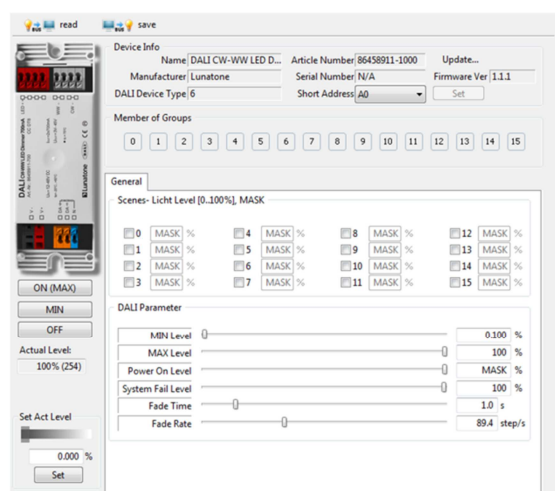 read save
Device Info
Name DALI CW-WW LED D... Article Number 86458911-1000 Update...
Manufacturer Lunatone Serial Number N/A Firmware Ver 1.1.1
DALI Device Type 6 Short Address A0 Set
Member of Groups
0 1 2 3 4 5 6 7 8 9 10 11 12 13 14 15
General
Scenes- Licht Level [0..100%], MASK
0 MASK % 4 MASK % 8 MASK % 12 MASK %
1 MASK % 5 MASK % 9 MASK % 13 MASK %
2 MASK % 6 MASK % 10 MASK % 14 MASK %
3 MASK % 7 MASK % 11 MASK % 15 MASK %
ON (MAX)
MIN
OFF
Actual Level:
100% (254)
Set Act Level
0.000 %
Set
DALI Parameter
MIN Level 0.100 %
MAX Level 100 %
Power On Level MASK %
System Fail Level 100 %
Fade Time 1.0 s
Fade Rate 89.4 step/s
Lunatone